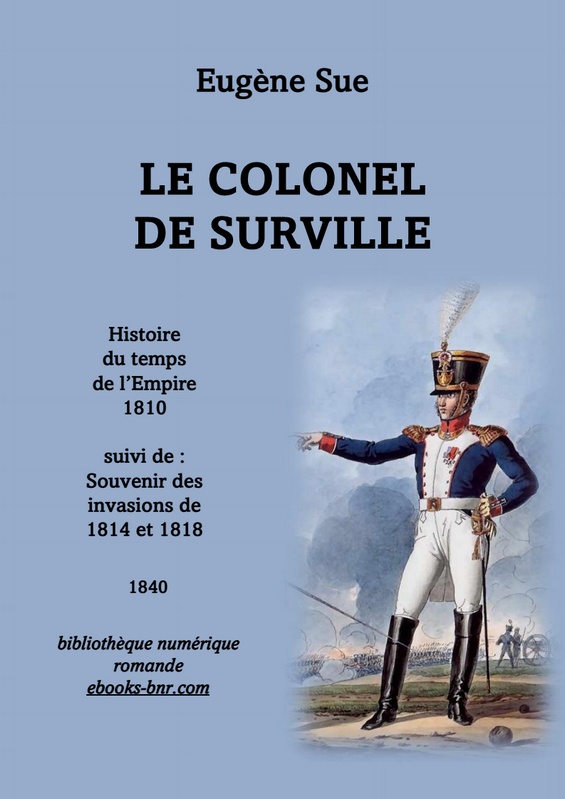 Eugène Sue
LE COLONEL
DE SURVILLE
Histoire
du temps
de l’Empire
1810
suivi de :
Souvenir des
invasions de
1814 et 1818
1840
bibliothèque numérique
romande
ebooks-bnr.com